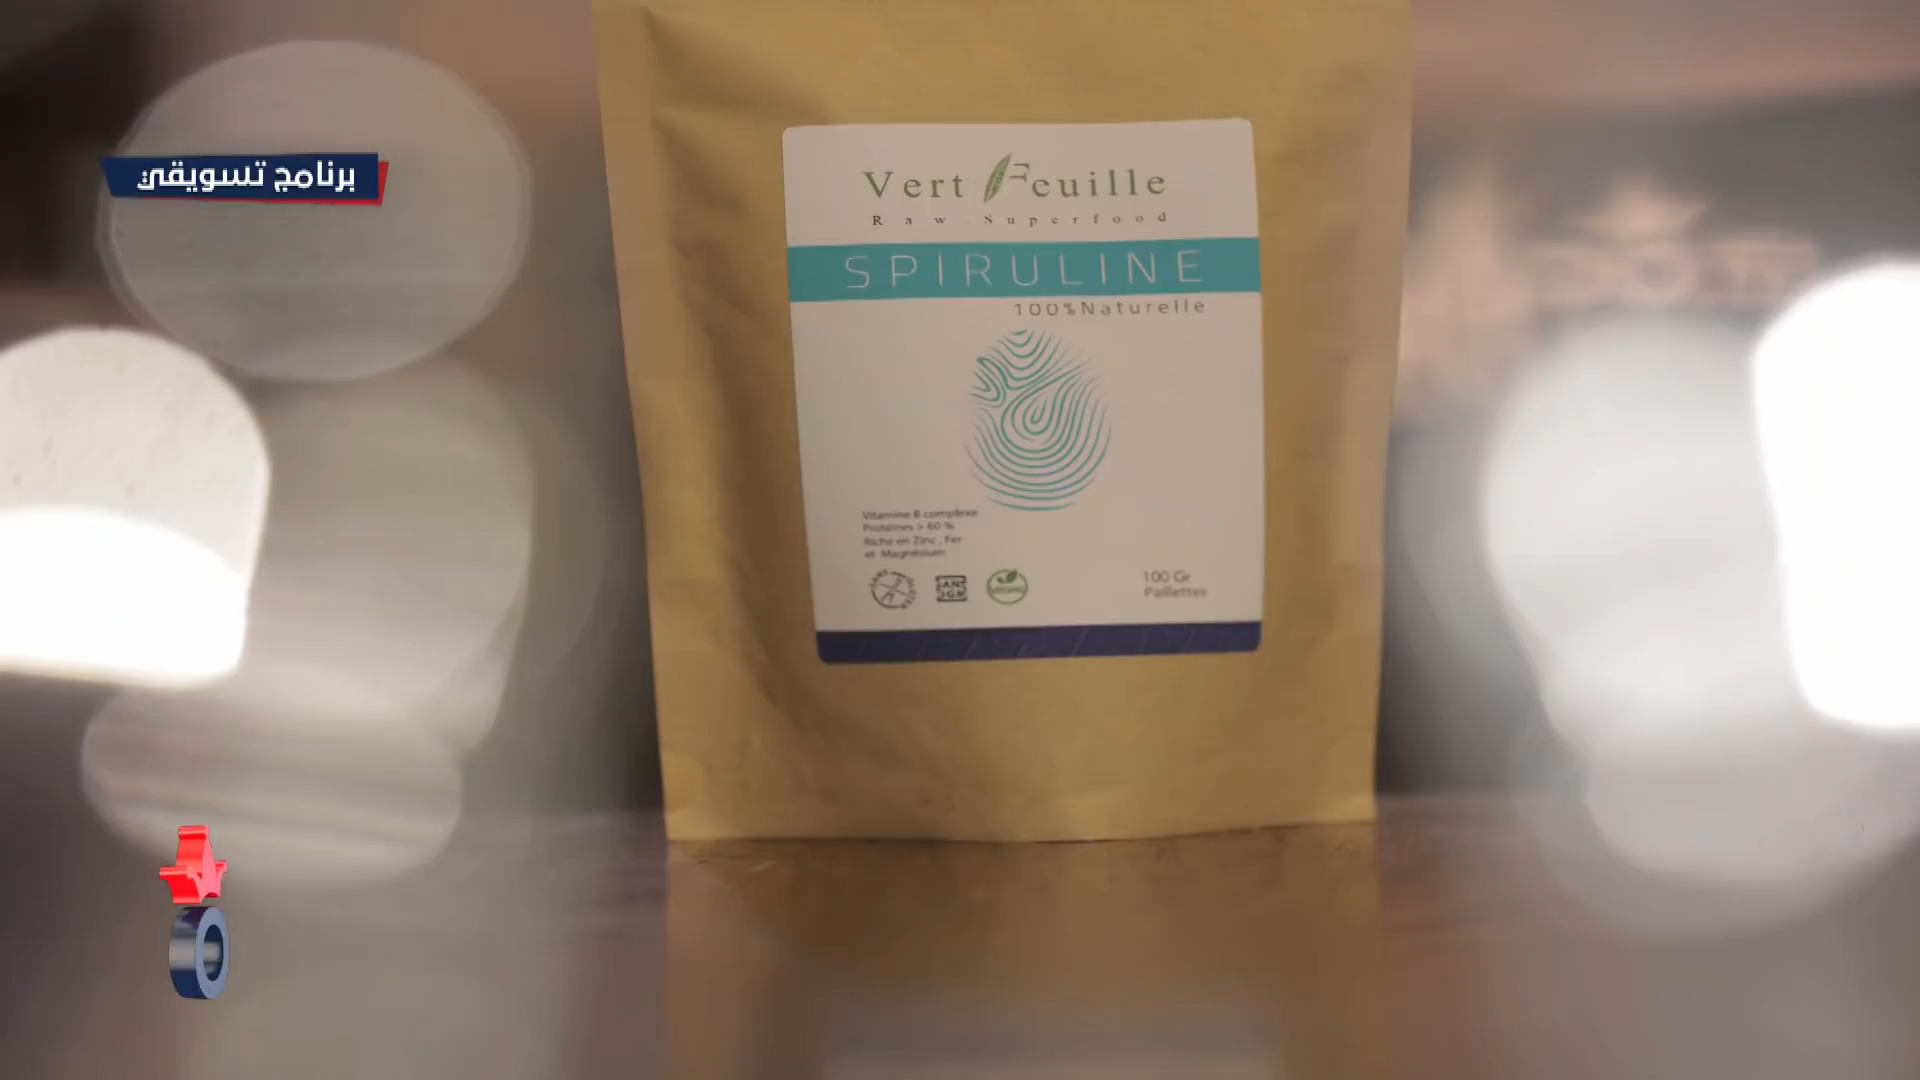 برنامج تسويقي
Vert Feuille
Raw Superfood
SPIRULINE
100%Naturelle
Vitamine B complexe
Protéines > 60 %
Riche en Zinc , Fer
et Magnésium
100 Gr
Paillettes